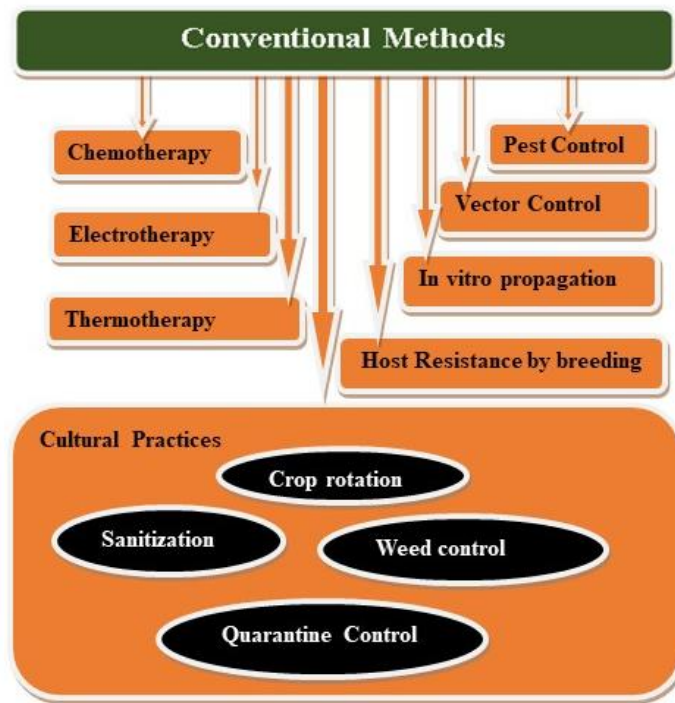 Conventional Methods
Chemotherapy
Pest Control
Vector Control
Electrotherapy
In vitro propagation
Thermotherapy
Host Resistance by breeding
Cultural Practices
Crop rotation
Sanitization
Weed control
Quarantine Control